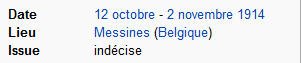 Date 12 octobre - 2 novembre 1914
Lieu Messines (Belgique)
Issue indécise